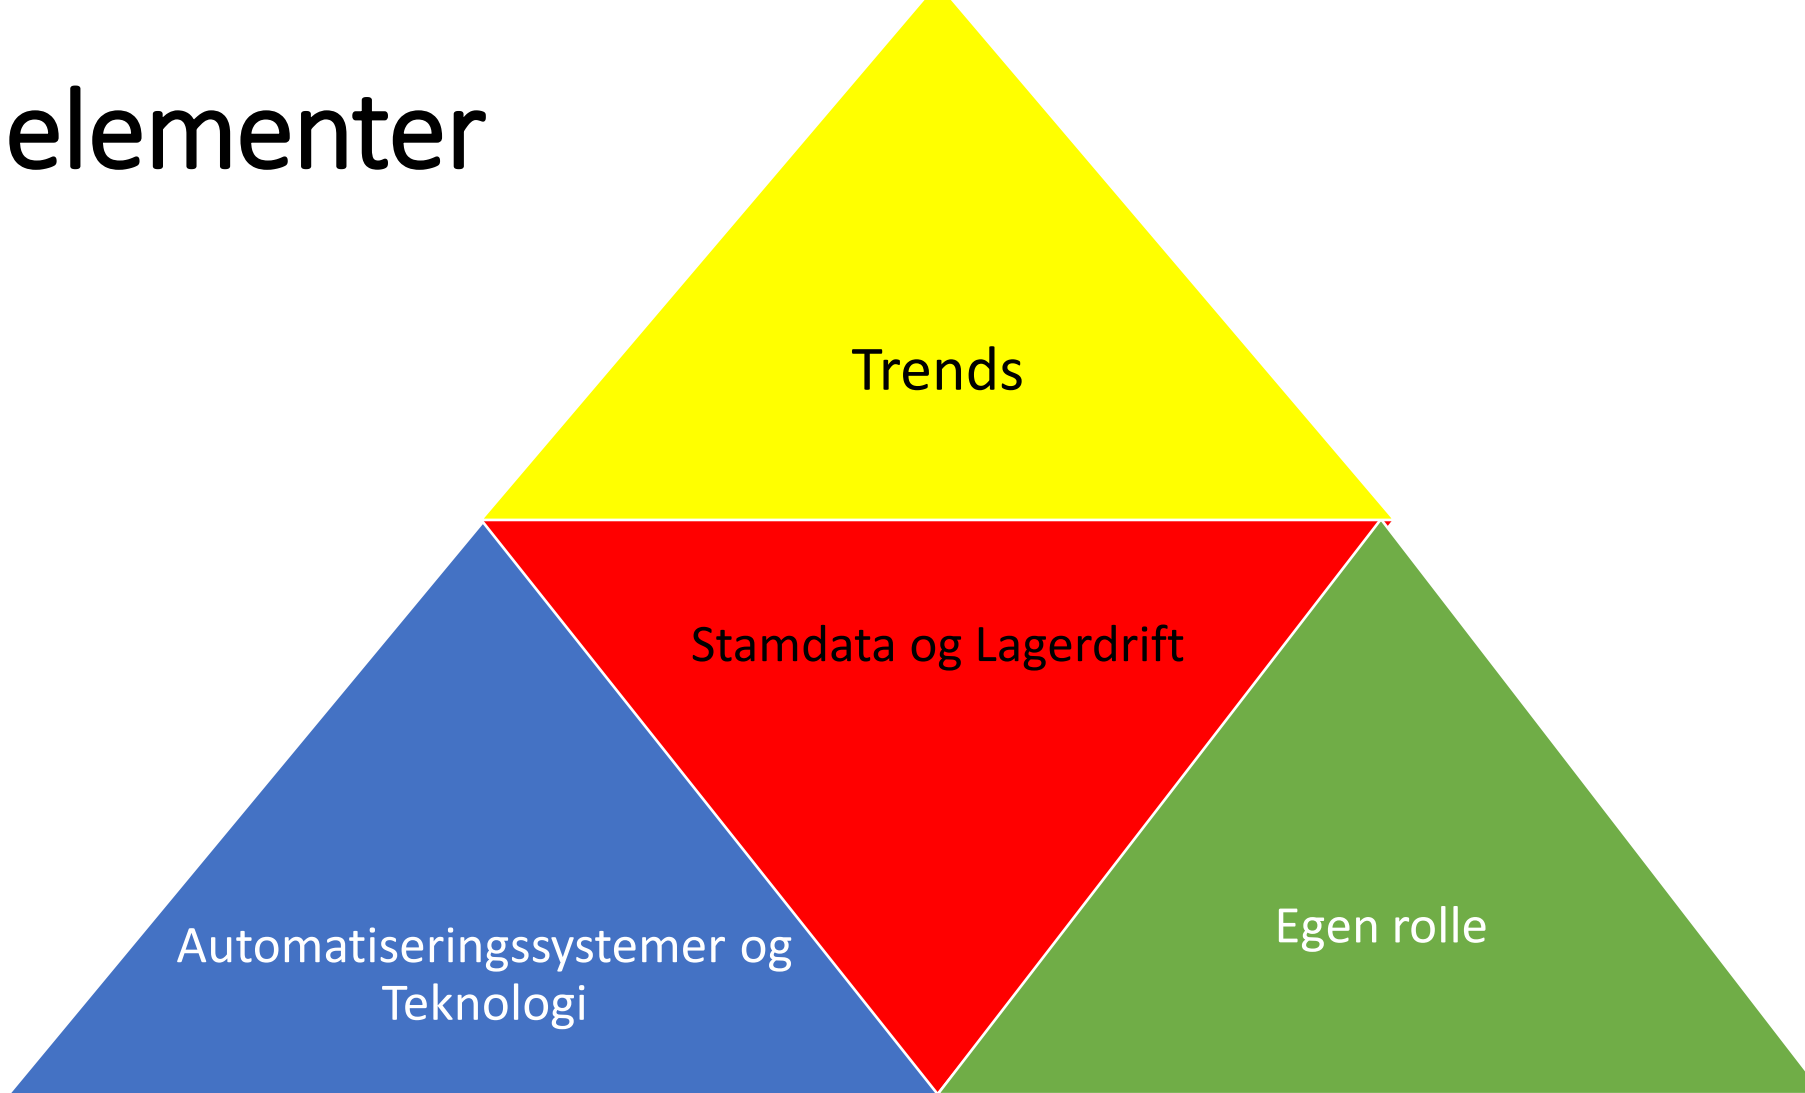 elementer
Trends
Stamdata og Lagerdrift
Automatiseringssystemer og
Teknologi
Egen rolle